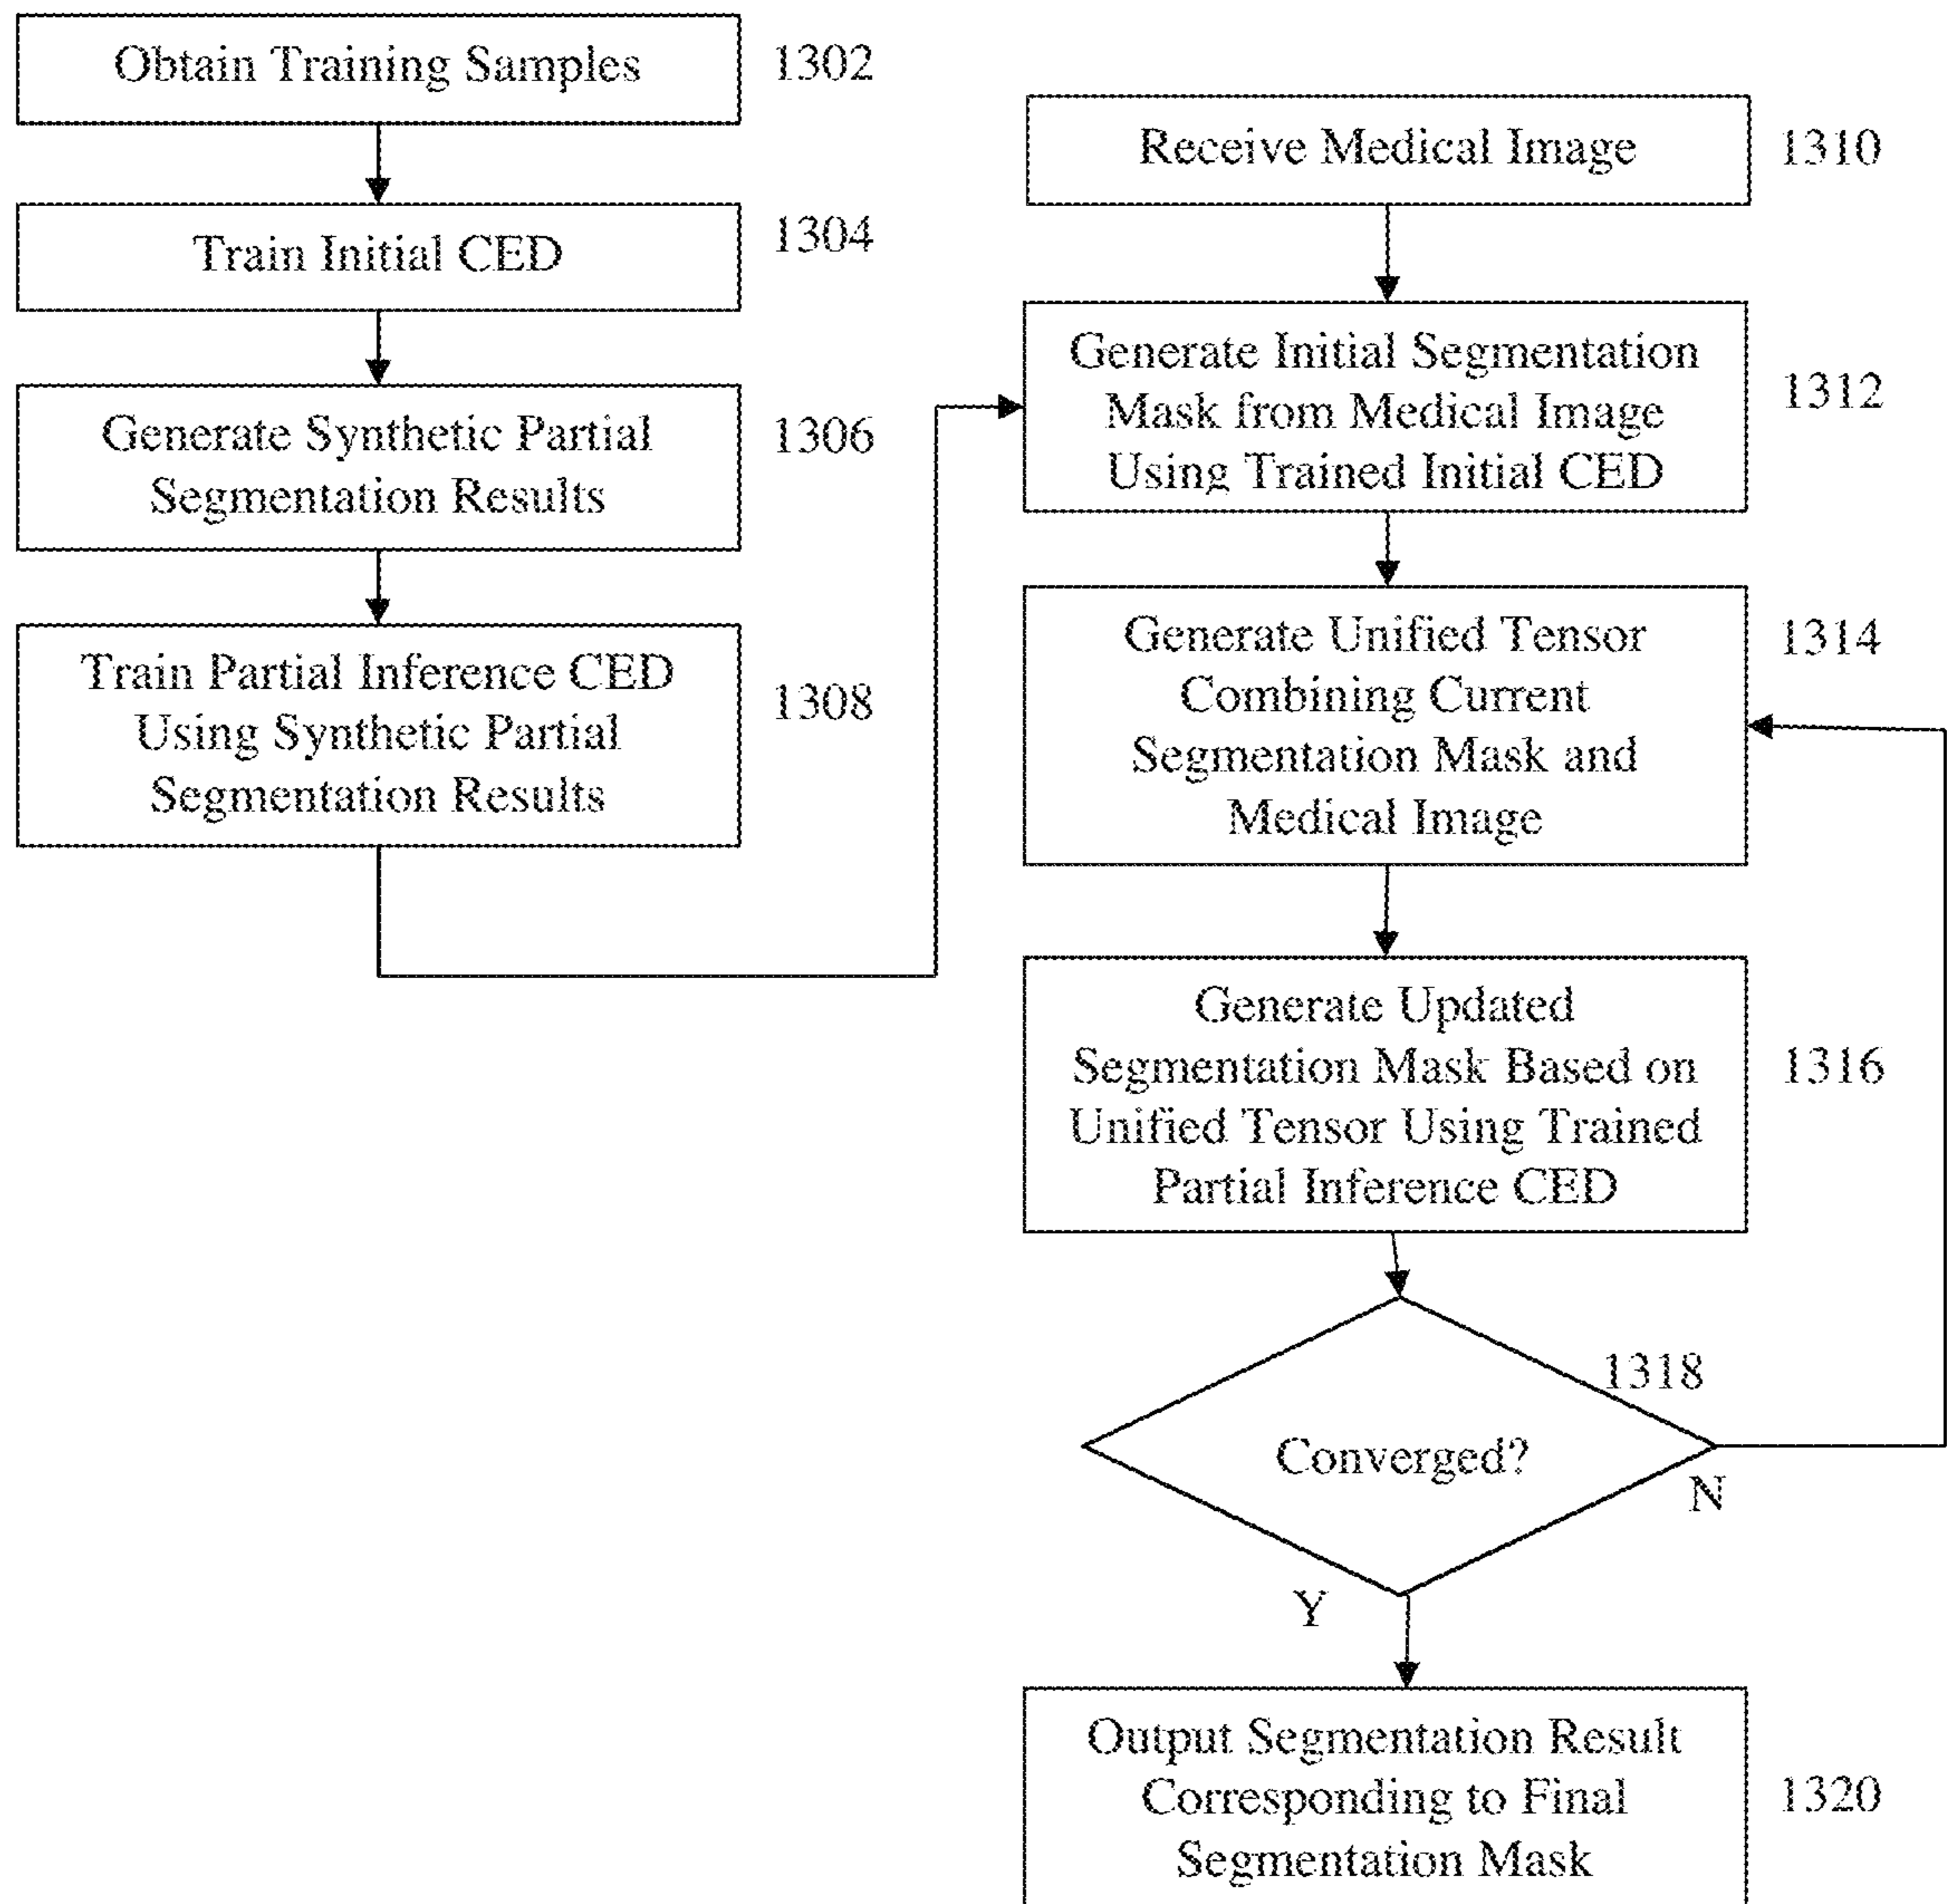 Obtain Training Samples
1302
Train Initial CED
1304
Generate Synthetic Partial
Segmentation Results
1306
Train Partial Inference CED
Using Synthetic Partial
Segmentation Results
1308
Receive Medical Image
1310
Generate Initial Segmentation
Mask from Medical Image
Using Trained Initial CED
1312
Generate Unified Tensor
Combining Current
Segmentation Mask and
Medical Image
1314
Generate Updated
Segmentation Mask Based on
Unified Tensor Using Trained
Partial Inference CED
1316
1318
Converged?
N
Y
Output Segmentation Result
Corresponding to Final
Segmentation Mask
1320